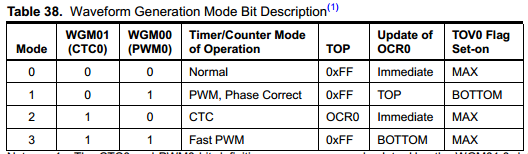 Table 38. Waveform Generation Mode Bit Description(1)
Mode WGM01 (CTC0) WGM00 (PWM0) Timer/Counter Mode of Operation TOP Update of OCR0 TOV0 Flag Set-on
0 0 0 Normal 0xFF Immediate MAX
1 0 1 PWM, Phase Correct 0xFF TOP BOTTOM
2 1 0 CTC OCR0 Immediate MAX
3 1 1 Fast PWM 0xFF BOTTOM MAX